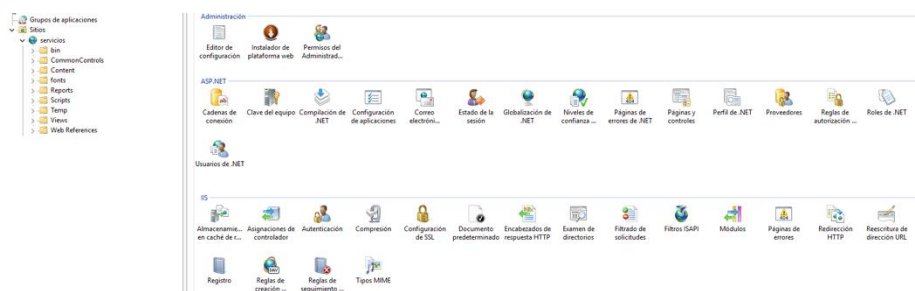 Grupos de aplicaciones
Sitios
servicios
bin
CommonControls
Content
fonts
Reports
Scripts
Temp
Views
Web References
Administración
Editor de configuración
Instalador de plataforma web
Permisos del Administrad...
ASP.NET
Cadenas de conexión
Clave del equipo
Compilación de .NET
Configuración de aplicaciones
Correo electróni...
Estado de la sesión
Globalización de .NET
Niveles de confianza ...
Páginas de errores de .NET
Páginas y controles
Perfil de .NET
Proveedores
Reglas de autorización ...
Roles de .NET
Usuarios de .NET
IIS
Almacenamie... en caché de r...
Asignaciones de controlador
Autenticación
Compresión
Configuración de SSL
Documento predeterminado
Encabezados de respuesta HTTP
Examen de directorios
Filtrado de solicitudes
Filtros ISAPI
Módulos
Páginas de errores
Redirección HTTP
Reescritura de dirección URL
Registro
Reglas de creación ...
Reglas de seguimiento ...
Tipos MIME